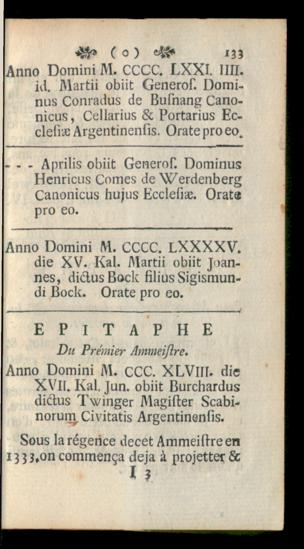 ( o ) 133
Anno Domini M. CCCC. LXXI. IIII.
id. Martii obiit Generoſ. Domi-
nus Conradus de Buſnang Cano-
nicus, Cellarius & Portarius Ec-
cleſiæ Argentinenſis. Orate pro eo.
- - - Aprilis obiit Generoſ. Dominus
Henricus Comes de Werdenberg
Canonicus hujus Eccleſiæ. Orate
pro eo.
Anno Domini M. CCCC. LXXXXV.
die XV. Kal. Martii obiit Joan-
nes, dictus Bock filius Sigismun-
di Bock. Orate pro eo.
EPITAPHE
Du Prémier Ammeiſtre.
Anno Domini M. CCC. XLVIII. die
XVII. Kal. Jun. obiit Burchardus
dictus Twinger Magiſter Scabi-
norum Civitatis Argentinenſis.
Sous la régence decet Ammeiſtre en
1333, on commença deja à projetter &
I 3